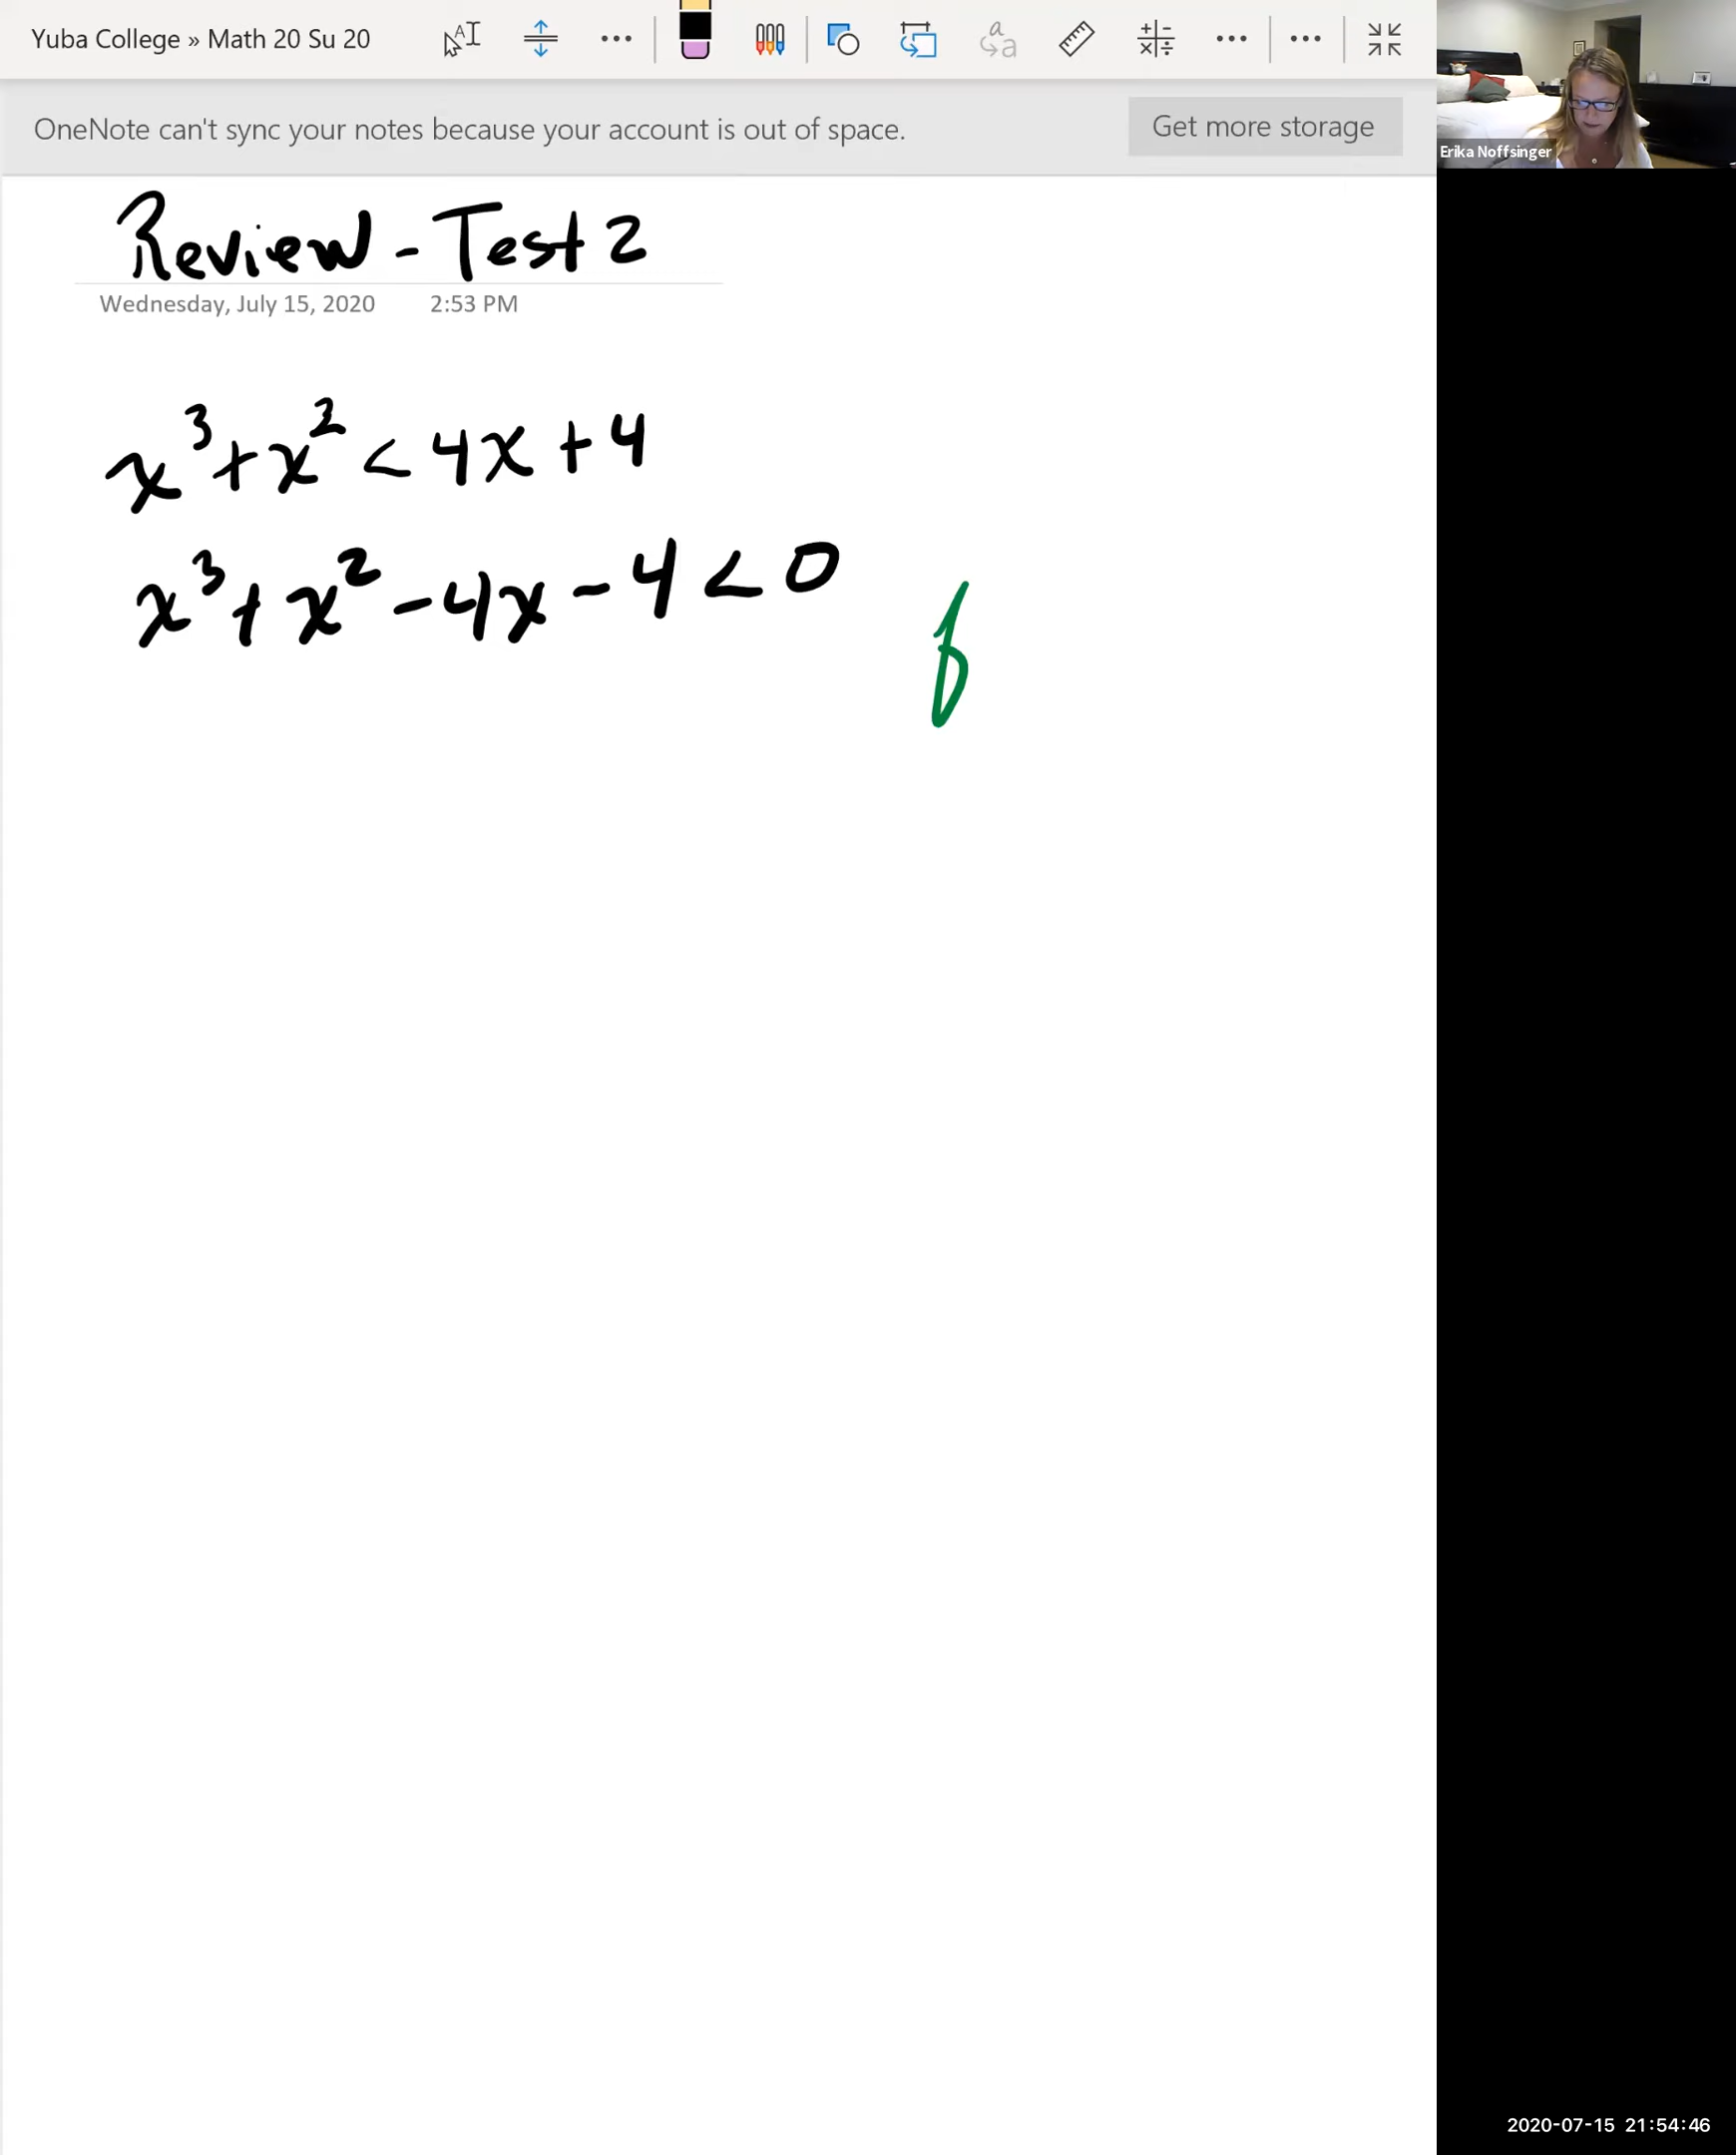 Yuba College » Math 20 Su 20
OneNote can't sync your notes because your account is out of space.
Get more storage
Erika Noffsinger
Review - Test 2
Wednesday, July 15, 2020 2:53 PM
x³+x² < 4x+4
x³+x²-4x-4<0
f
2020-07-15 21:54:46